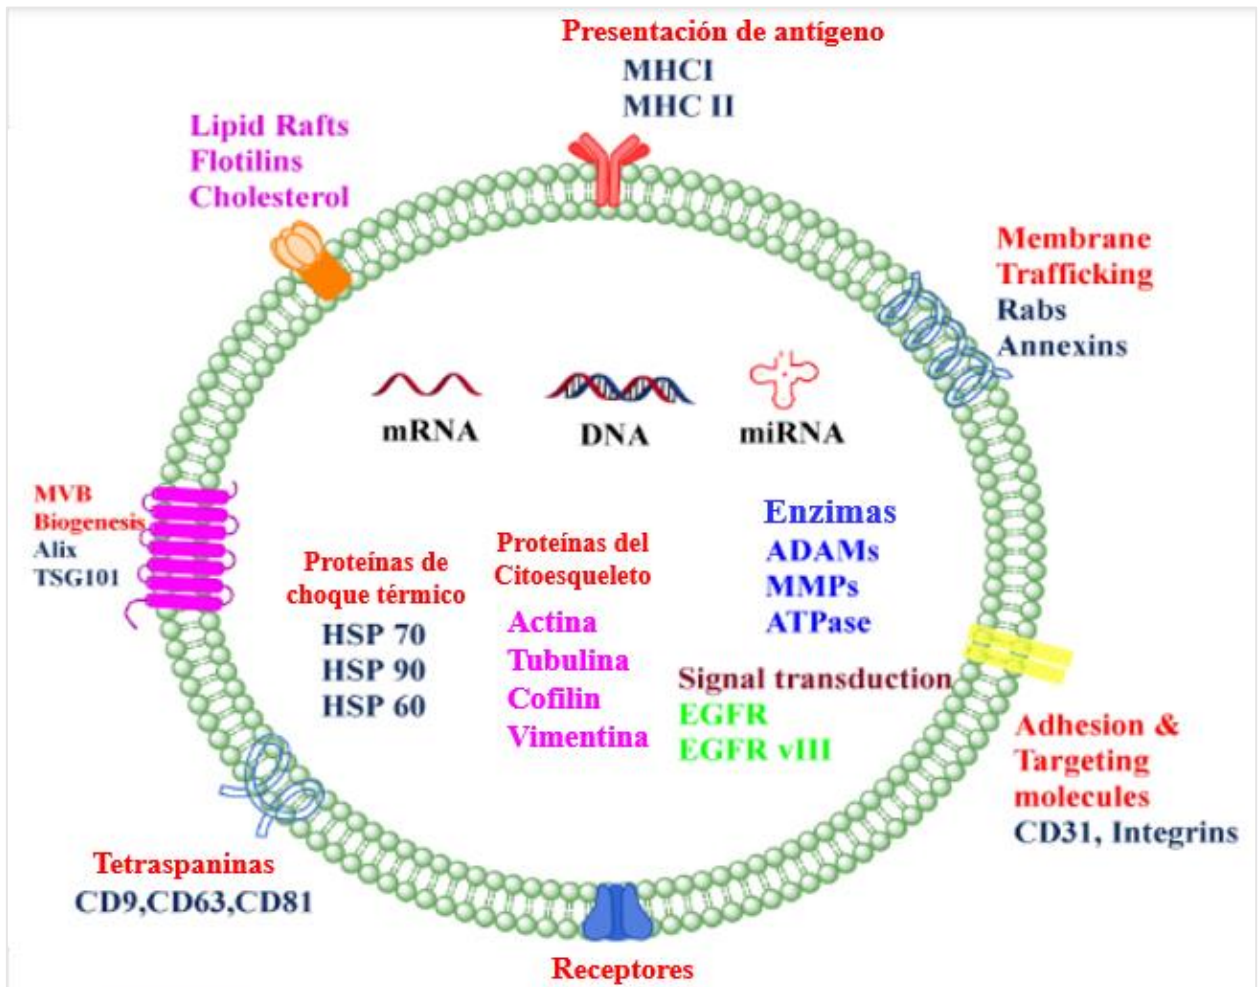 Presentación de antígeno
MHCI
MHC II
Lipid Rafts
Flotilins
Cholesterol
Membrane
Trafficking
Rabs
Annexins
mRNA
DNA
miRNA
MVB
Biogenesis
Alix
TSG101
Proteínas de
choque térmico
HSP 70
HSP 90
HSP 60
Proteínas del
Citoesqueleto
Actina
Tubulina
Cofilin
Vimentina
Enzimas
ADAMs
MMPs
ATPase
Signal transduction
EGFR
EGFR vIII
Adhesion &
Targeting
molecules
CD31, Integrins
Tetraspaninas
CD9,CD63,CD81
Receptores